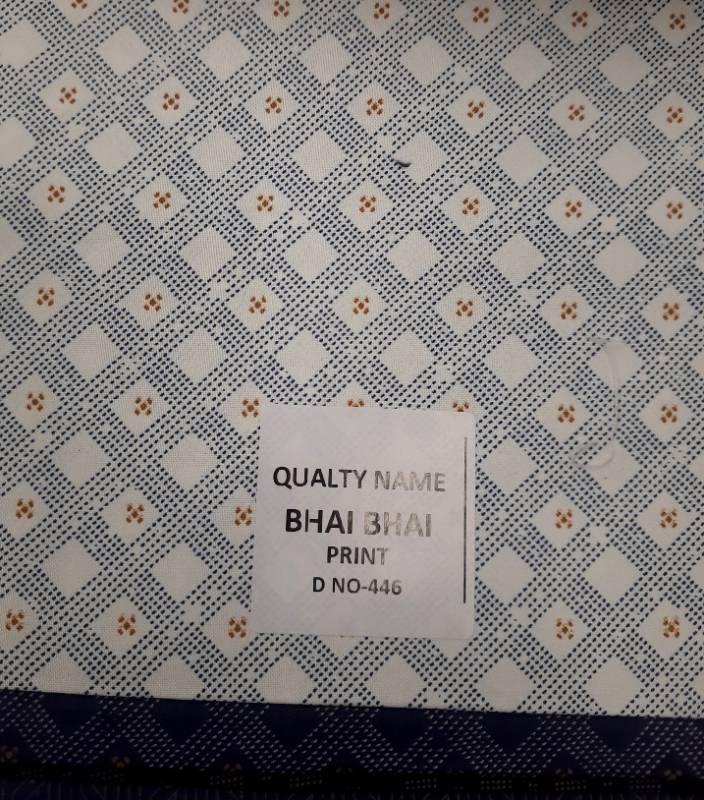 QUALTY NAME
BHAI BHAI
PRINT
D NO-446